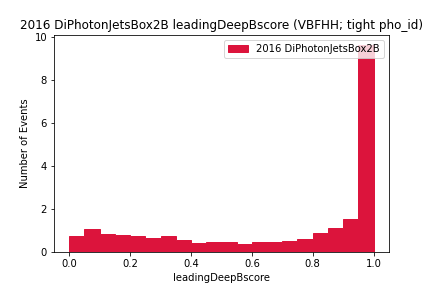 2016 DiPhotonJetsBox2B leadingDeepBscore (VBFHH; tight pho_id)
2016 DiPhotonJetsBox2B
Number of Events
10
8
6
4
2
0
0.0 0.2 0.4 0.6 0.8 1.0
leadingDeepBscore